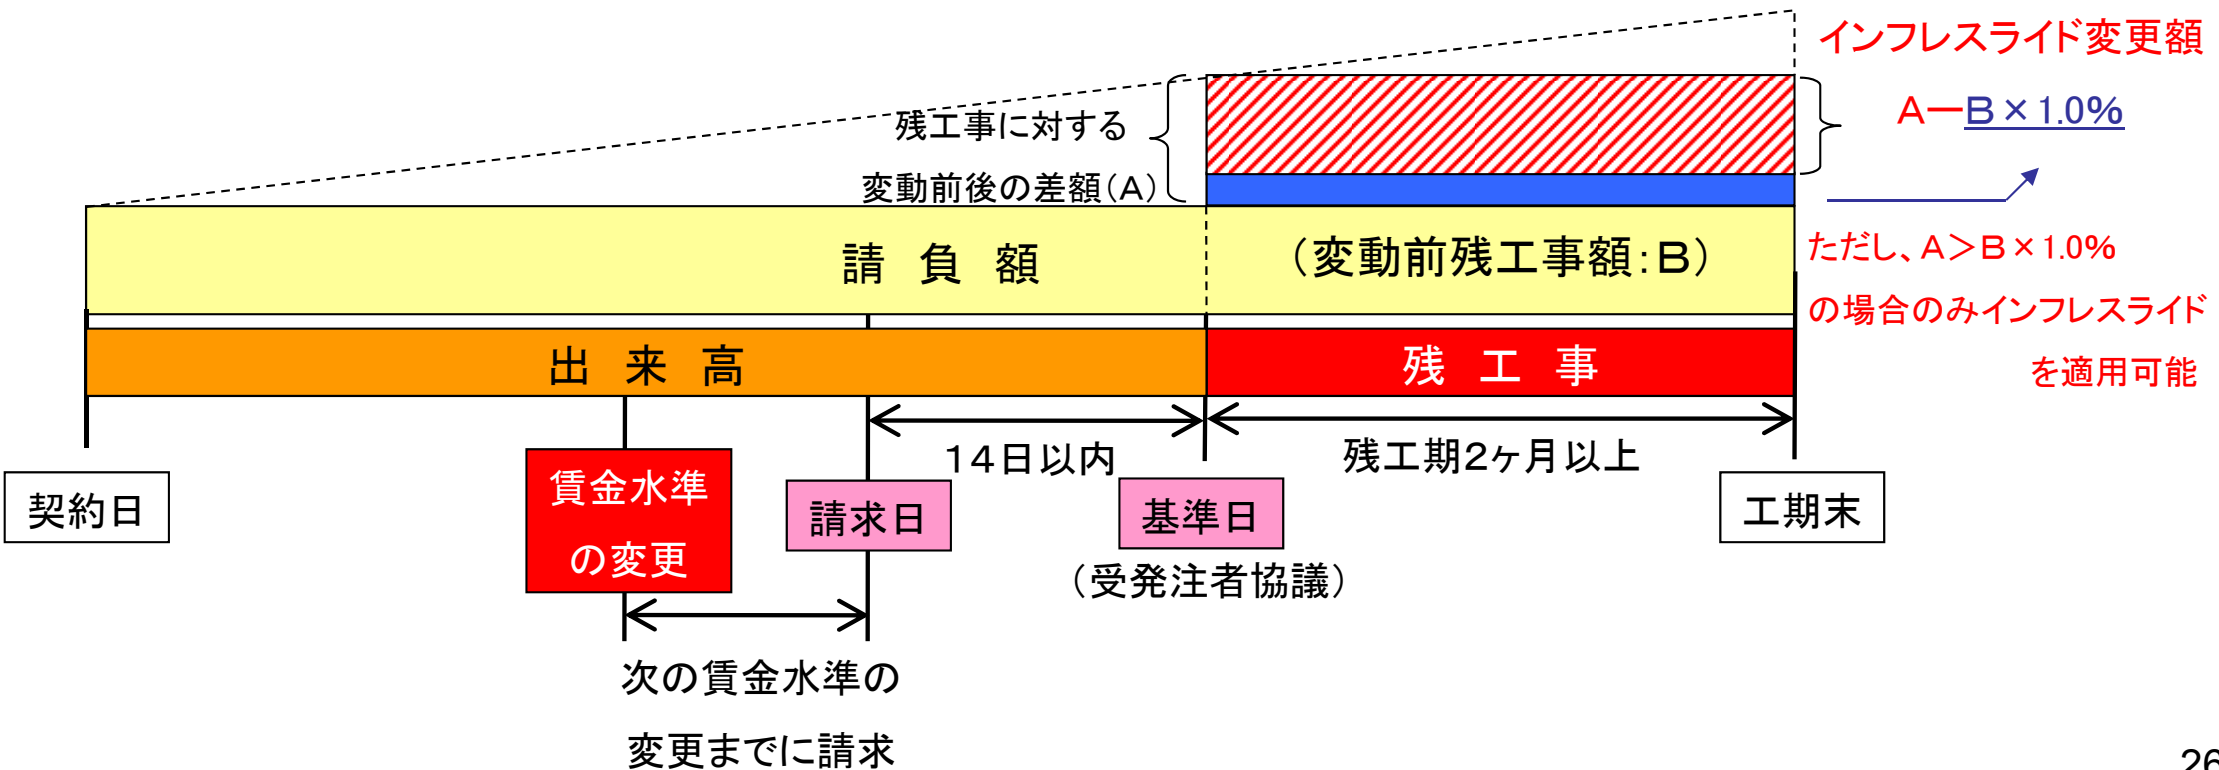 インフレスライド変更額
A－B×1.0%
残工事に対する
変動前後の差額(A)
請負額
(変動前残工事額:B)
ただし、A＞B×1.0%
の場合のみインフレスライド
を適用可能
出来高
残工事
14日以内
残工期2ヶ月以上
契約日
賃金水準
の変更
請求日
基準日
工期末
(受発注者協議)
次の賃金水準の
変更までに請求
26